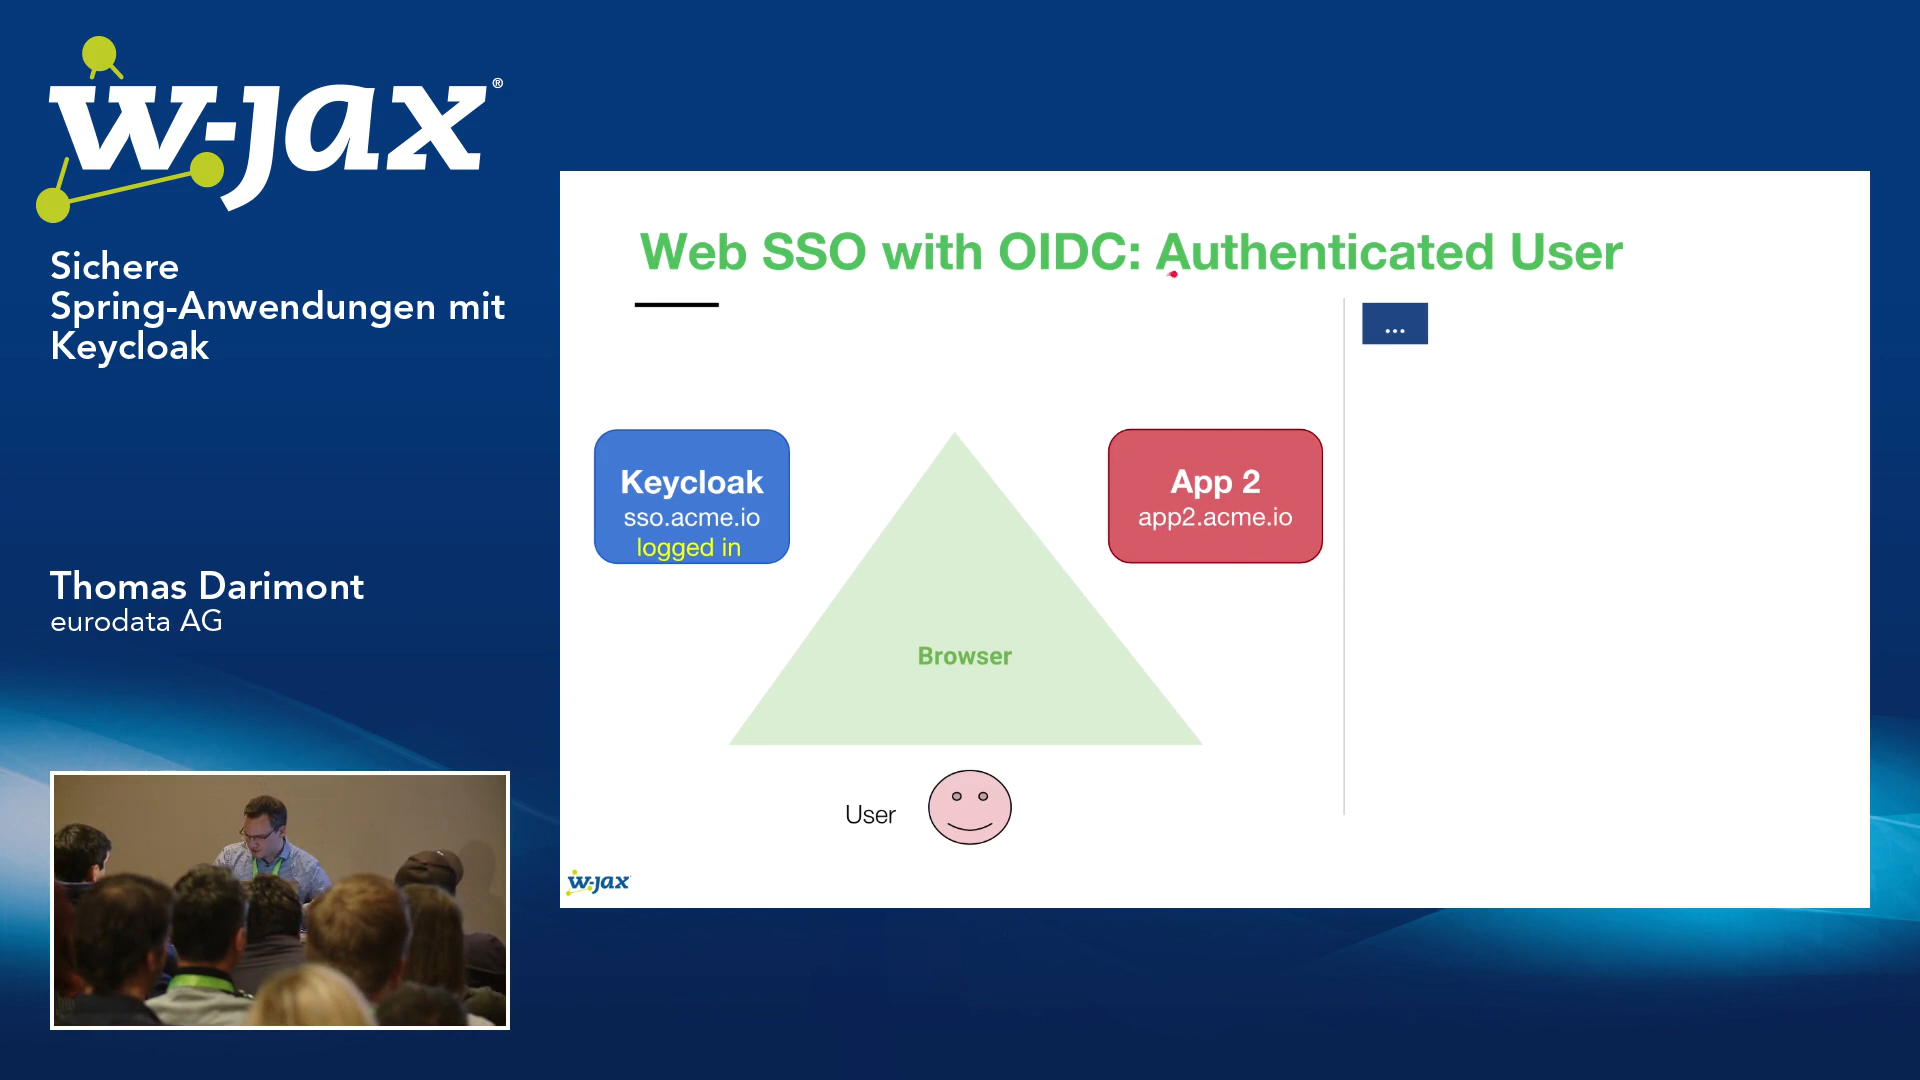 w-jax®
Sichere
Spring-Anwendungen mit
Keycloak
Thomas Darimont
eurodata AG
Web SSO with OIDC: Authenticated User
...
Keycloak
sso.acme.io
logged in
App 2
app2.acme.io
Browser
User
w-jax